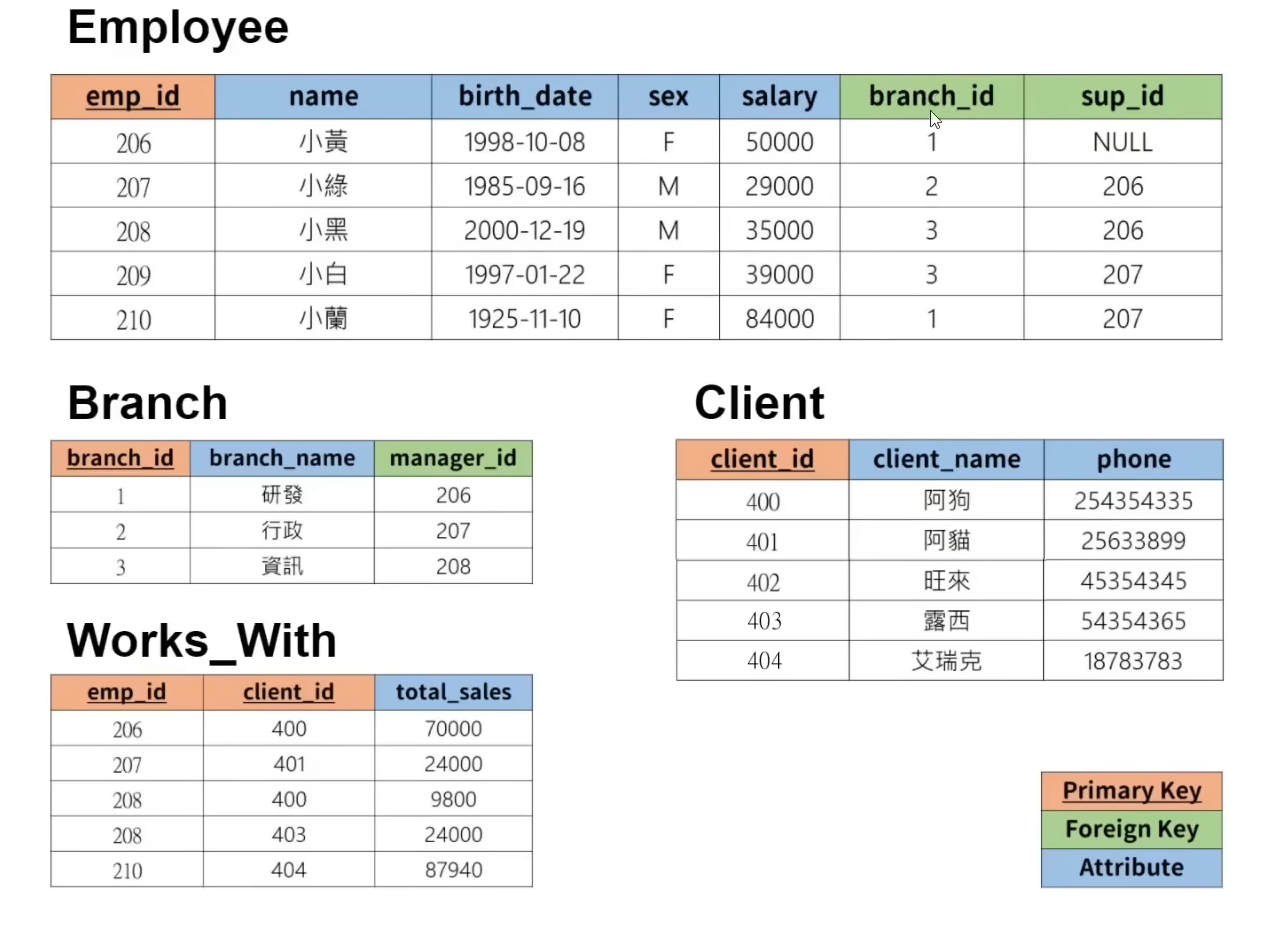 Employee
emp_id name birth_date sex salary branch_id sup_id
206 小黃 1998-10-08 F 50000 1 NULL
207 小綠 1985-09-16 M 29000 2 206
208 小黑 2000-12-19 M 35000 3 206
209 小白 1997-01-22 F 39000 3 207
210 小蘭 1925-11-10 F 84000 1 207
Branch
branch_id branch_name manager_id
1 研發 206
2 行政 207
3 資訊 208
Client
client_id client_name phone
400 阿狗 254354335
401 阿貓 25633899
402 旺來 45354345
403 露西 54354365
404 艾瑞克 18783783
Works_With
emp_id client_id total_sales
206 400 70000
207 401 24000
208 400 9800
208 403 24000
210 404 87940
Primary Key
Foreign Key
Attribute